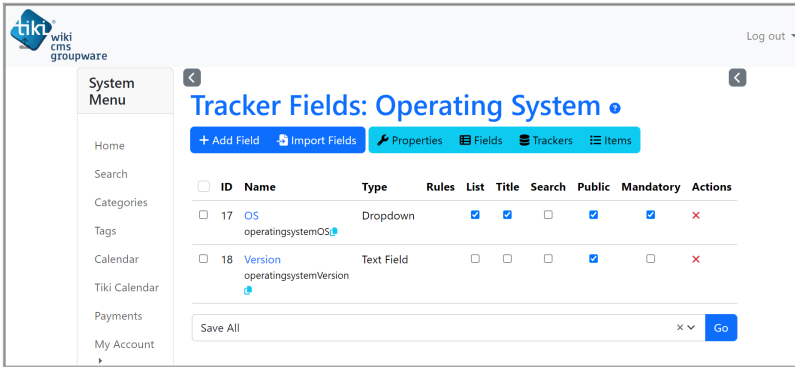 tiki
wiki
cms
groupware
Log out
System
Menu
Home
Search
Categories
Tags
Calendar
Tiki Calendar
Payments
My Account
Tracker Fields: Operating System
+ Add Field Import Fields Properties Fields Trackers Items
ID Name Type Rules List Title Search Public Mandatory Actions
17 OS Dropdown
operatingsystemOS
18 Version Text Field
operatingsystemVersion
Save All Go